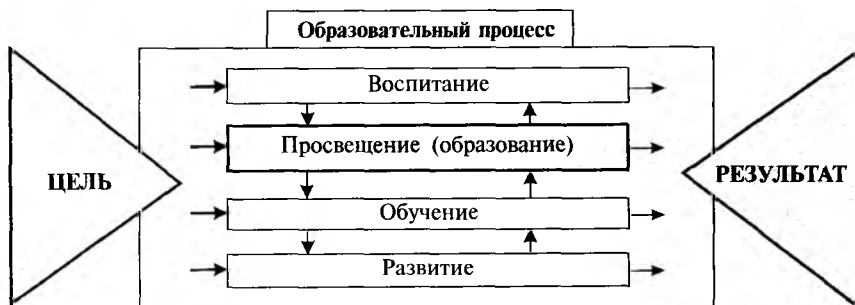 Образовательный процесс
Воспитание
Просвещение (образование)
ЦЕЛЬ
РЕЗУЛЬТАТ
Обучение
Развитие